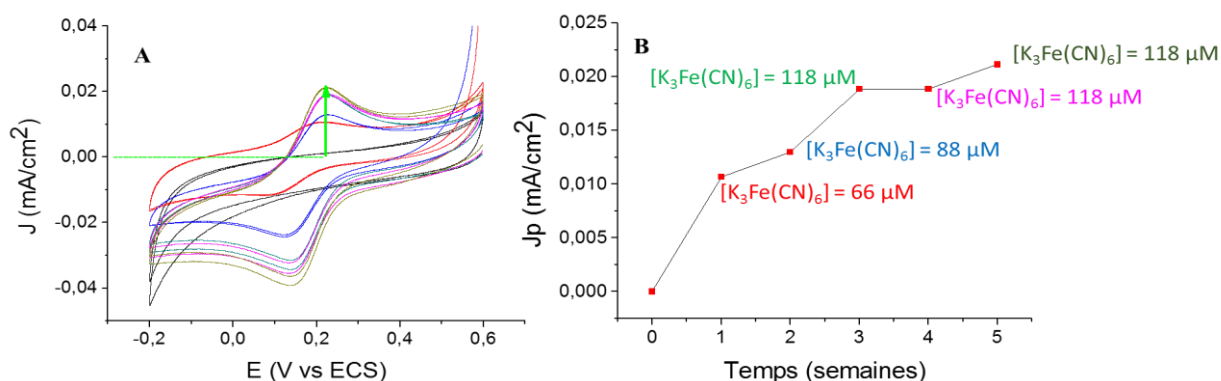 A
J (mA/cm²)
0,04
0,02
0,00
-0,02
-0,04
-0,2
0,0
0,2
0,4
0,6
E (V vs ECS)
B
Jp (mA/cm²)
0,025
0,020
0,015
0,010
0,005
0,000
[K₃Fe(CN)₆] = 118 µM
[K₃Fe(CN)₆] = 118 µM
[K₃Fe(CN)₆] = 118 µM
[K₃Fe(CN)₆] = 88 µM
[K₃Fe(CN)₆] = 66 µM
0
1
2
3
4
5
Temps (semaines)